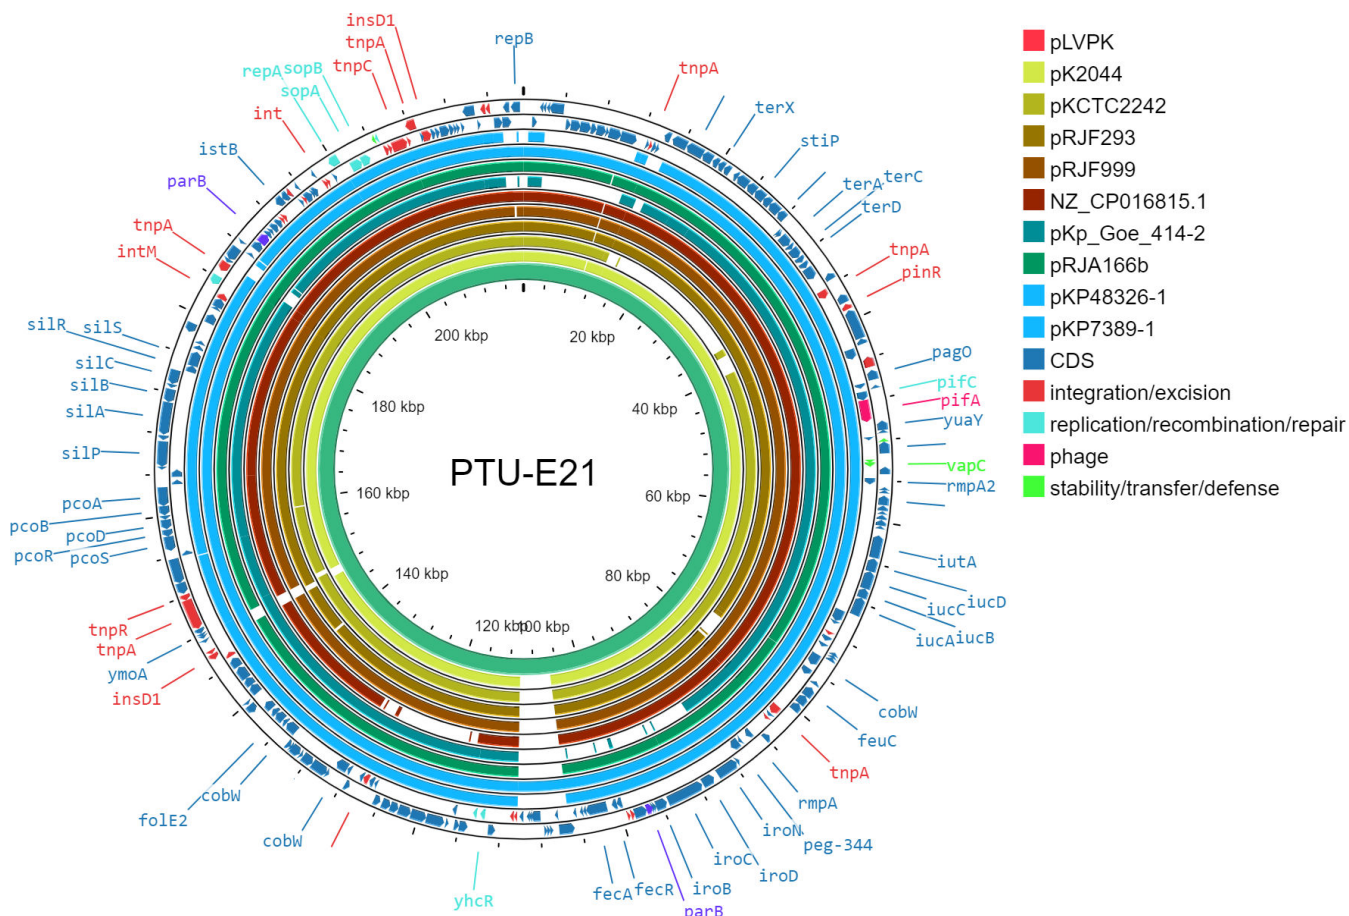 insD1
tnpA
tnpC
repB
tnpA
repA sopB
sopA
int
istB
parB
tnpA
intM
terX
stiP
terA
terC
terD
tnpA
pinR
silR silS
silC
silB
silA
silP
pcoA
pcoB
pcoD
pcoR pcoS
tnpR
tnpA
ymoA
insD1
pagO
pifC
pifA
yuaY
vapC
rmpA2
iutA
iucD
iucC
iucB
iucA
cobW
feuC
tnpA
rmpA
peg-344
iroN
iroD
iroC
iroB
parB
fecR
fecA
yhcR
cobW
cobW
folE2
20 kbp
40 kbp
60 kbp
80 kbp
100 kbp
120 kbp
140 kbp
160 kbp
180 kbp
200 kbp
PTU-E21
pLVPK
pK2044
pKCTC2242
pRJF293
pRJF999
NZ_CP016815.1
pKp_Goe_414-2
pRJA166b
pKP48326-1
pKP7389-1
CDS
integration/excision
replication/recombination/repair
phage
stability/transfer/defense